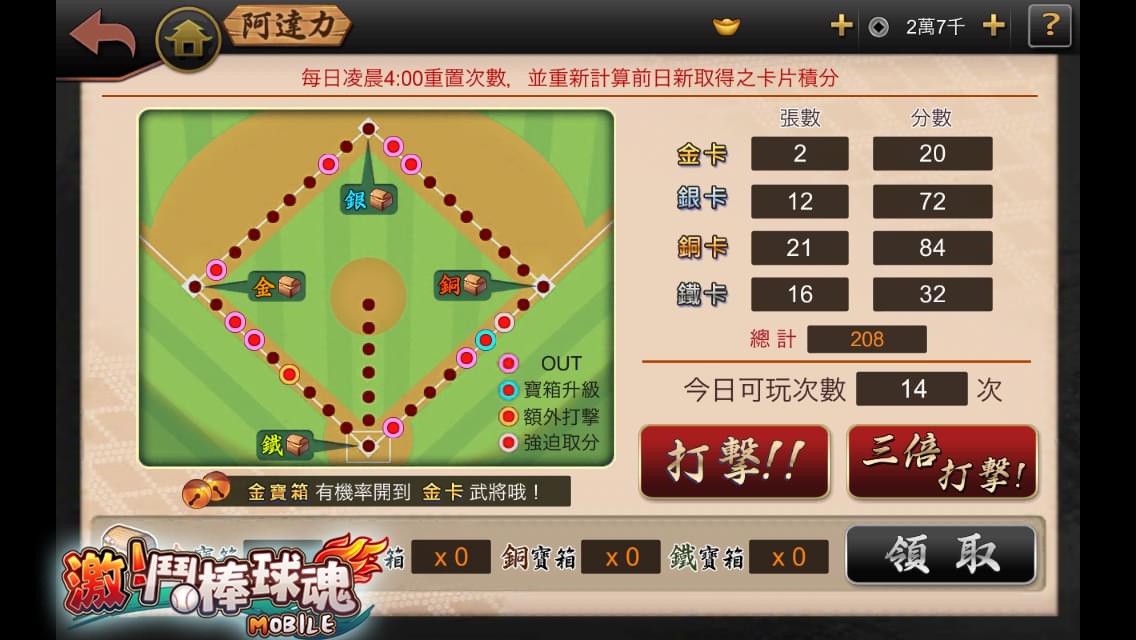 阿達力
2萬7千
?
每日凌晨4:00重置次數, 並重新計算前日新取得之卡片積分
張數 分數
金卡 2 20
銀卡 12 72
銅卡 21 84
鐵卡 16 32
總計 208
銀
金
銅
鐵
OUT
寶箱升級
額外打擊
強迫取分
今日可玩次數 14 次
打擊!!
三倍打擊!
金寶箱 有機率開到 金卡 武將哦！
箱 x 0 銅寶箱 x 0 鐵寶箱 x 0
領取
激鬥棒球魂
MOBILE